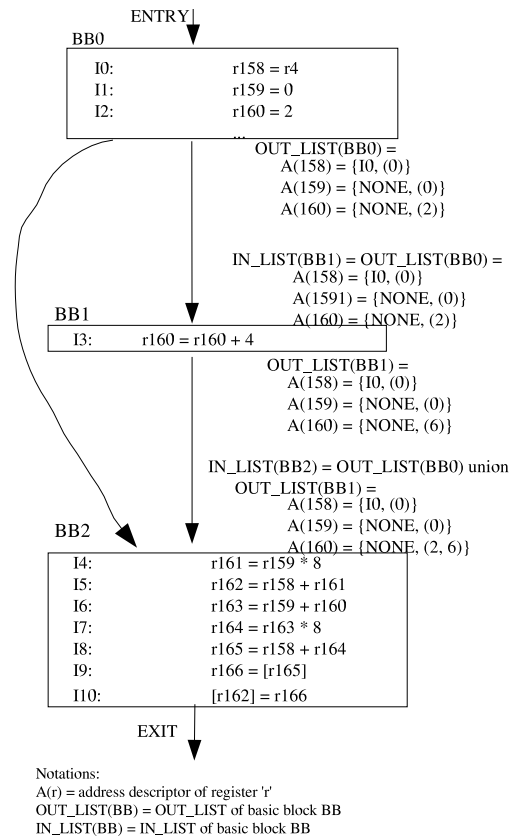 ENTRY
BB0
I0: r158 = r4
I1: r159 = 0
I2: r160 = 2
...
OUT_LIST(BB0) =
A(158) = {I0, (0)}
A(159) = {NONE, (0)}
A(160) = {NONE, (2)}
IN_LIST(BB1) = OUT_LIST(BB0) =
A(158) = {I0, (0)}
A(1591) = {NONE, (0)}
A(160) = {NONE, (2)}
BB1
I3: r160 = r160 + 4
OUT_LIST(BB1) =
A(158) = {I0, (0)}
A(159) = {NONE, (0)}
A(160) = {NONE, (6)}
IN_LIST(BB2) = OUT_LIST(BB0) union
OUT_LIST(BB1) =
A(158) = {I0, (0)}
A(159) = {NONE, (0)}
A(160) = {NONE, (2, 6)}
BB2
I4: r161 = r159 * 8
I5: r162 = r158 + r161
I6: r163 = r159 + r160
I7: r164 = r163 * 8
I8: r165 = r158 + r164
I9: r166 = [r165]
I10: [r162] = r166
EXIT
Notations:
A(r) = address descriptor of register 'r'
OUT_LIST(BB) = OUT_LIST of basic block BB
IN_LIST(BB) = IN_LIST of basic block BB